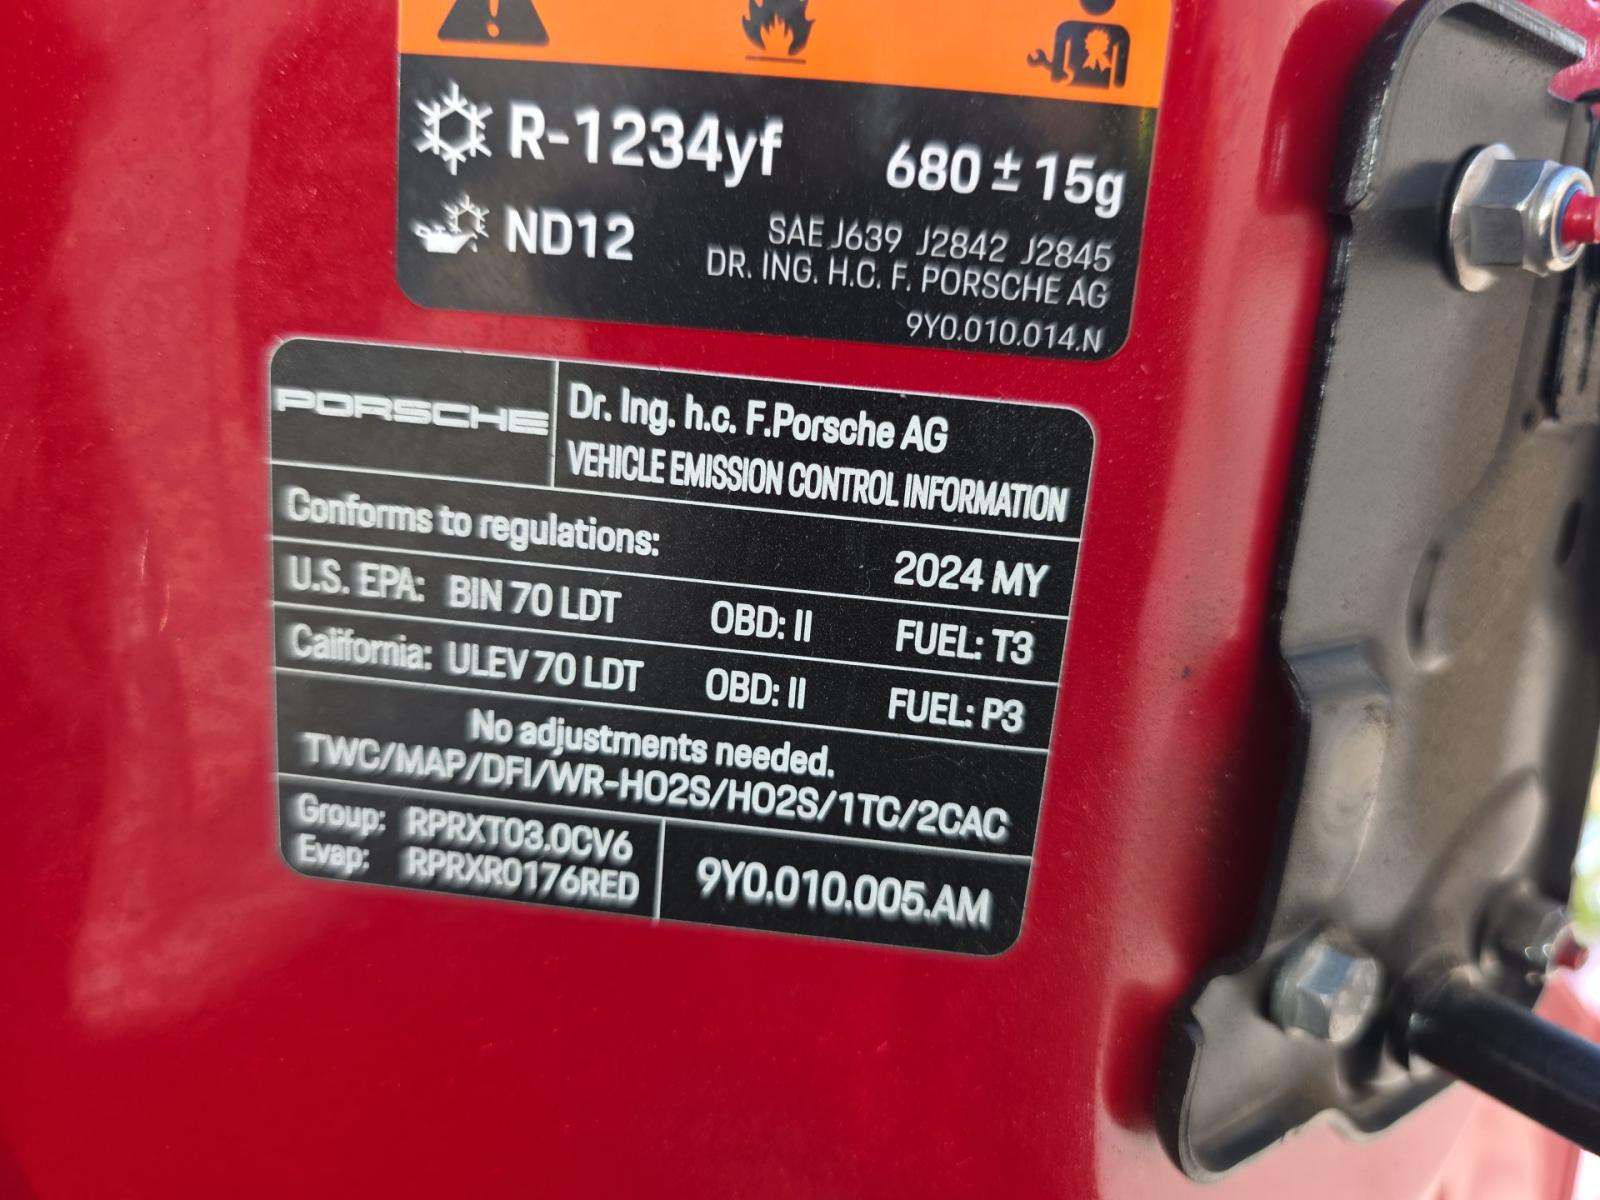 R-1234yf 680 ± 15g
ND12
SAE J639 J2842 J2845
DR. ING. H.C. F. PORSCHE AG
9Y0.010.014.N
PORSCHE
Dr. Ing. h.c. F.Porsche AG
VEHICLE EMISSION CONTROL INFORMATION
Conforms to regulations: 2024 MY
U.S. EPA: BIN 70 LDT OBD: II FUEL: T3
California: ULEV 70 LDT OBD: II FUEL: P3
No adjustments needed.
TWC/MAP/DFI/WR-HO2S/HO2S/1TC/2CAC
Group: RPRXT03.0CV6
Evap: RPRXR0176RED
9Y0.010.005.AM